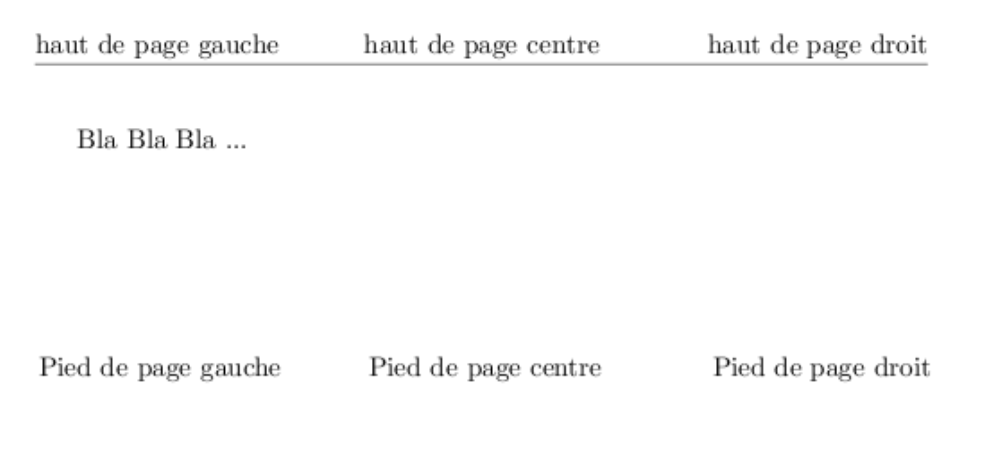 haut de page gauche haut de page centre haut de page droit
Bla Bla Bla ...
Pied de page gauche Pied de page centre Pied de page droit